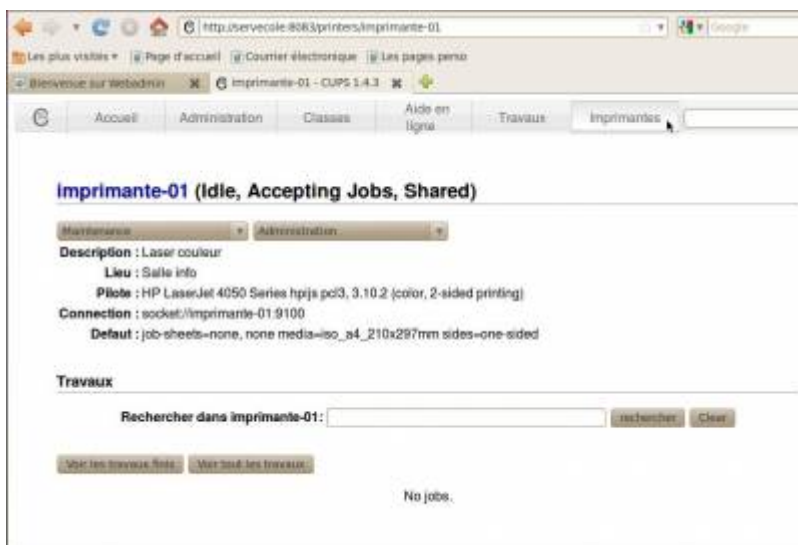 http://servecole:8083/printers/imprimante-01
Google
Les plus visités Page d'accueil Courrier électronique Les pages perso
Bienvenue sur Webadmin imprimante-01 - CUPS 1.4.3
Accueil Administration Classes Aide en ligne Travaux Imprimantes
imprimante-01 (Idle, Accepting Jobs, Shared)
Maintenance Administration
Description : Laser couleur
Lieu : Salle info
Pilote : HP LaserJet 4050 Series hpijs pcl3, 3.10.2 (color, 2-sided printing)
Connection : socket://imprimante-01:9100
Defaut : job-sheets=none, none media=iso_a4_210x297mm sides=one-sided
Travaux
Rechercher dans imprimante-01: rechercher Clear
Voir les travaux finis Voir tout les travaux
No jobs.